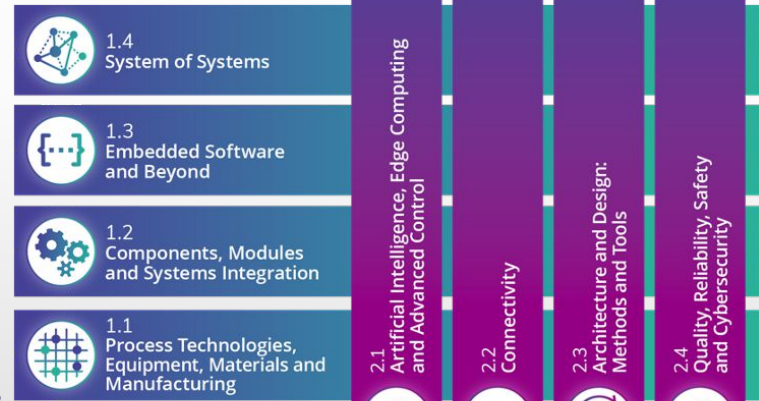 1.4
System of Systems
1.3
Embedded Software
and Beyond
1.2
Components, Modules
and Systems Integration
1.1
Process Technologies,
Equipment, Materials and
Manufacturing
2.1
Artificial Intelligence, Edge Computing
and Advanced Control
2.2
Connectivity
2.3
Architecture and Design:
Methods and Tools
2.4
Quality, Reliability, Safety
and Cybersecurity